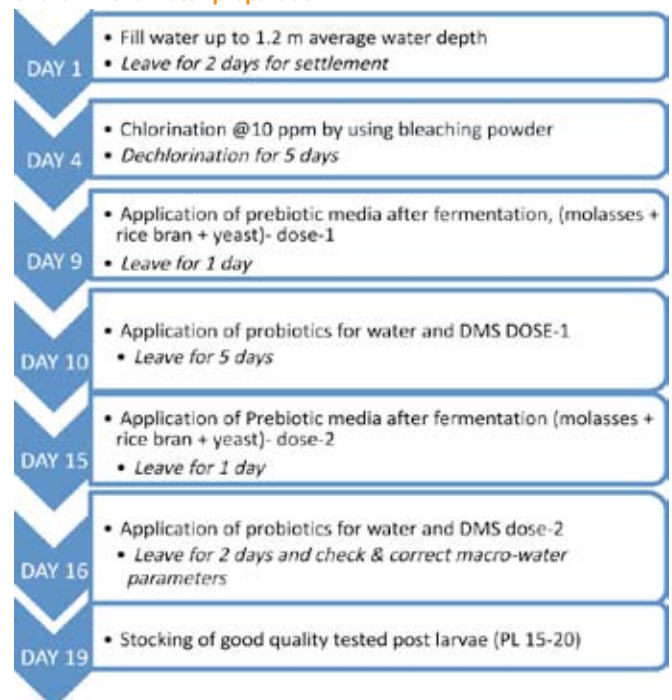 DAY 1
• Fill water up to 1.2 m average water depth
• Leave for 2 days for settlement
DAY 4
• Chlorination @10 ppm by using bleaching powder
• Dechlorination for 5 days
DAY 9
• Application of prebiotic media after fermentation, (molasses +
rice bran + yeast)- dose-1
• Leave for 1 day
DAY 10
• Application of probiotics for water and DMS DOSE-1
• Leave for 5 days
DAY 15
• Application of Prebiotic media after fermentation (molasses +
rice bran + yeast)- dose-2
• Leave for 1 day
DAY 16
• Application of probiotics for water and DMS dose-2
• Leave for 2 days and check & correct macro-water
parameters
DAY 19
• Stocking of good quality tested post larvae (PL 15-20)